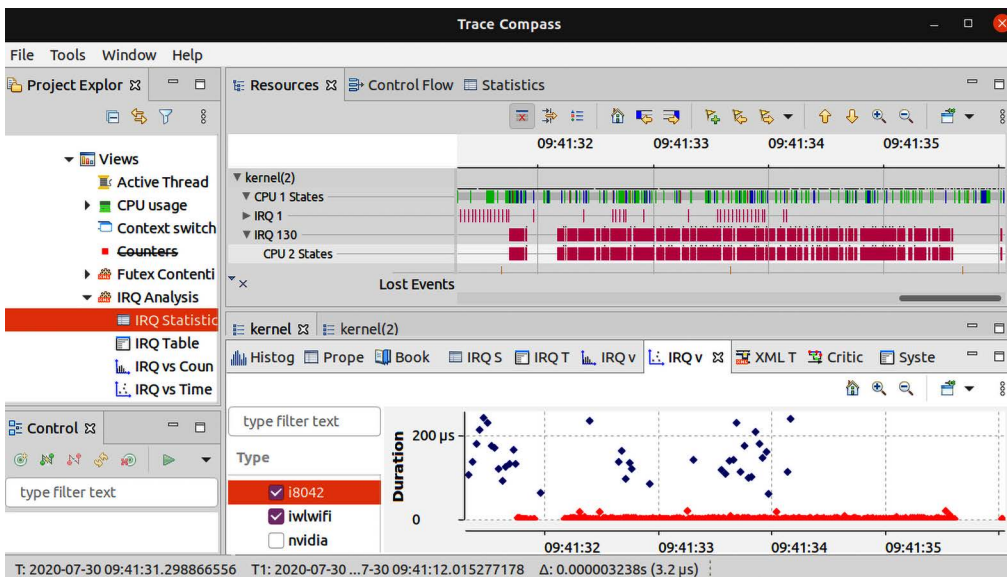 Trace Compass
File Tools Window Help
Project Explor
Views
Active Thread
CPU usage
Context switch
Counters
Futex Contenti
IRQ Analysis
IRQ Statistic
IRQ Table
IRQ vs Coun
IRQ vs Time
Control
type filter text
Resources Control Flow Statistics
09:41:32 09:41:33 09:41:34 09:41:35
kernel(2)
CPU 1 States
IRQ 1
IRQ 130
CPU 2 States
Lost Events
kernel kernel(2)
Histog Prope Book IRQ S IRQ T IRQ v IRQ v XML T Critic Syste
type filter text
Type
i8042
iwlwifi
nvidia
Duration
200 µs
0
09:41:32 09:41:33 09:41:34 09:41:35
T: 2020-07-30 09:41:31.298866556 T1: 2020-07-30 ...7-30 09:41:12.015277178 Δ: 0.000003238s (3.2 µs)